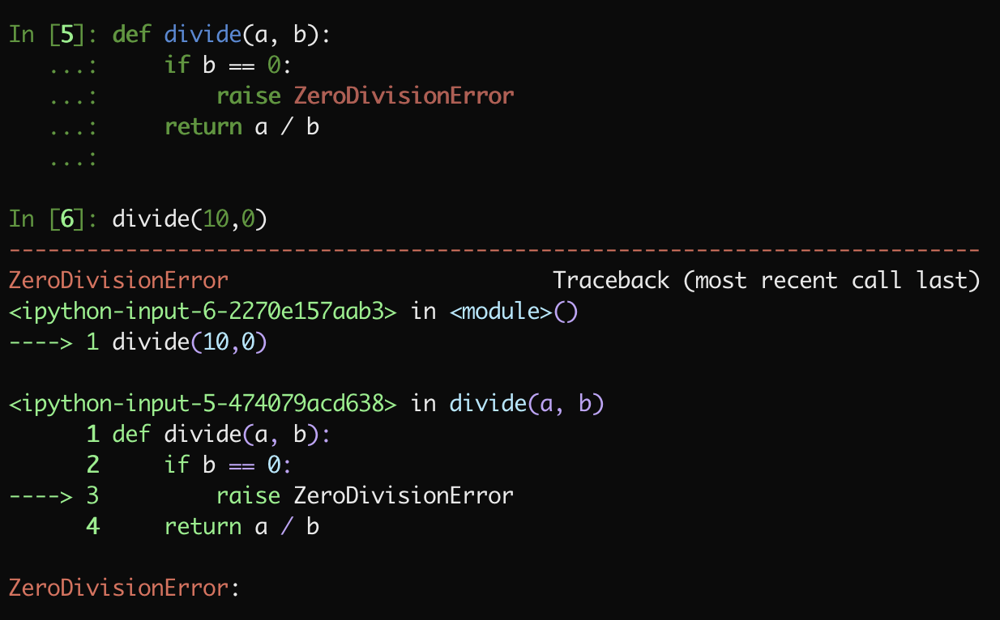 In [5]: def divide(a, b):
   ...:     if b == 0:
   ...:         raise ZeroDivisionError
   ...:     return a / b
   ...:
In [6]: divide(10,0)
---------------------------------------------------------------------------
ZeroDivisionError                         Traceback (most recent call last)
<ipython-input-6-2270e157aab3> in <module>()
----> 1 divide(10,0)
<ipython-input-5-474079acd638> in divide(a, b)
      1 def divide(a, b):
      2     if b == 0:
----> 3         raise ZeroDivisionError
      4     return a / b
ZeroDivisionError: